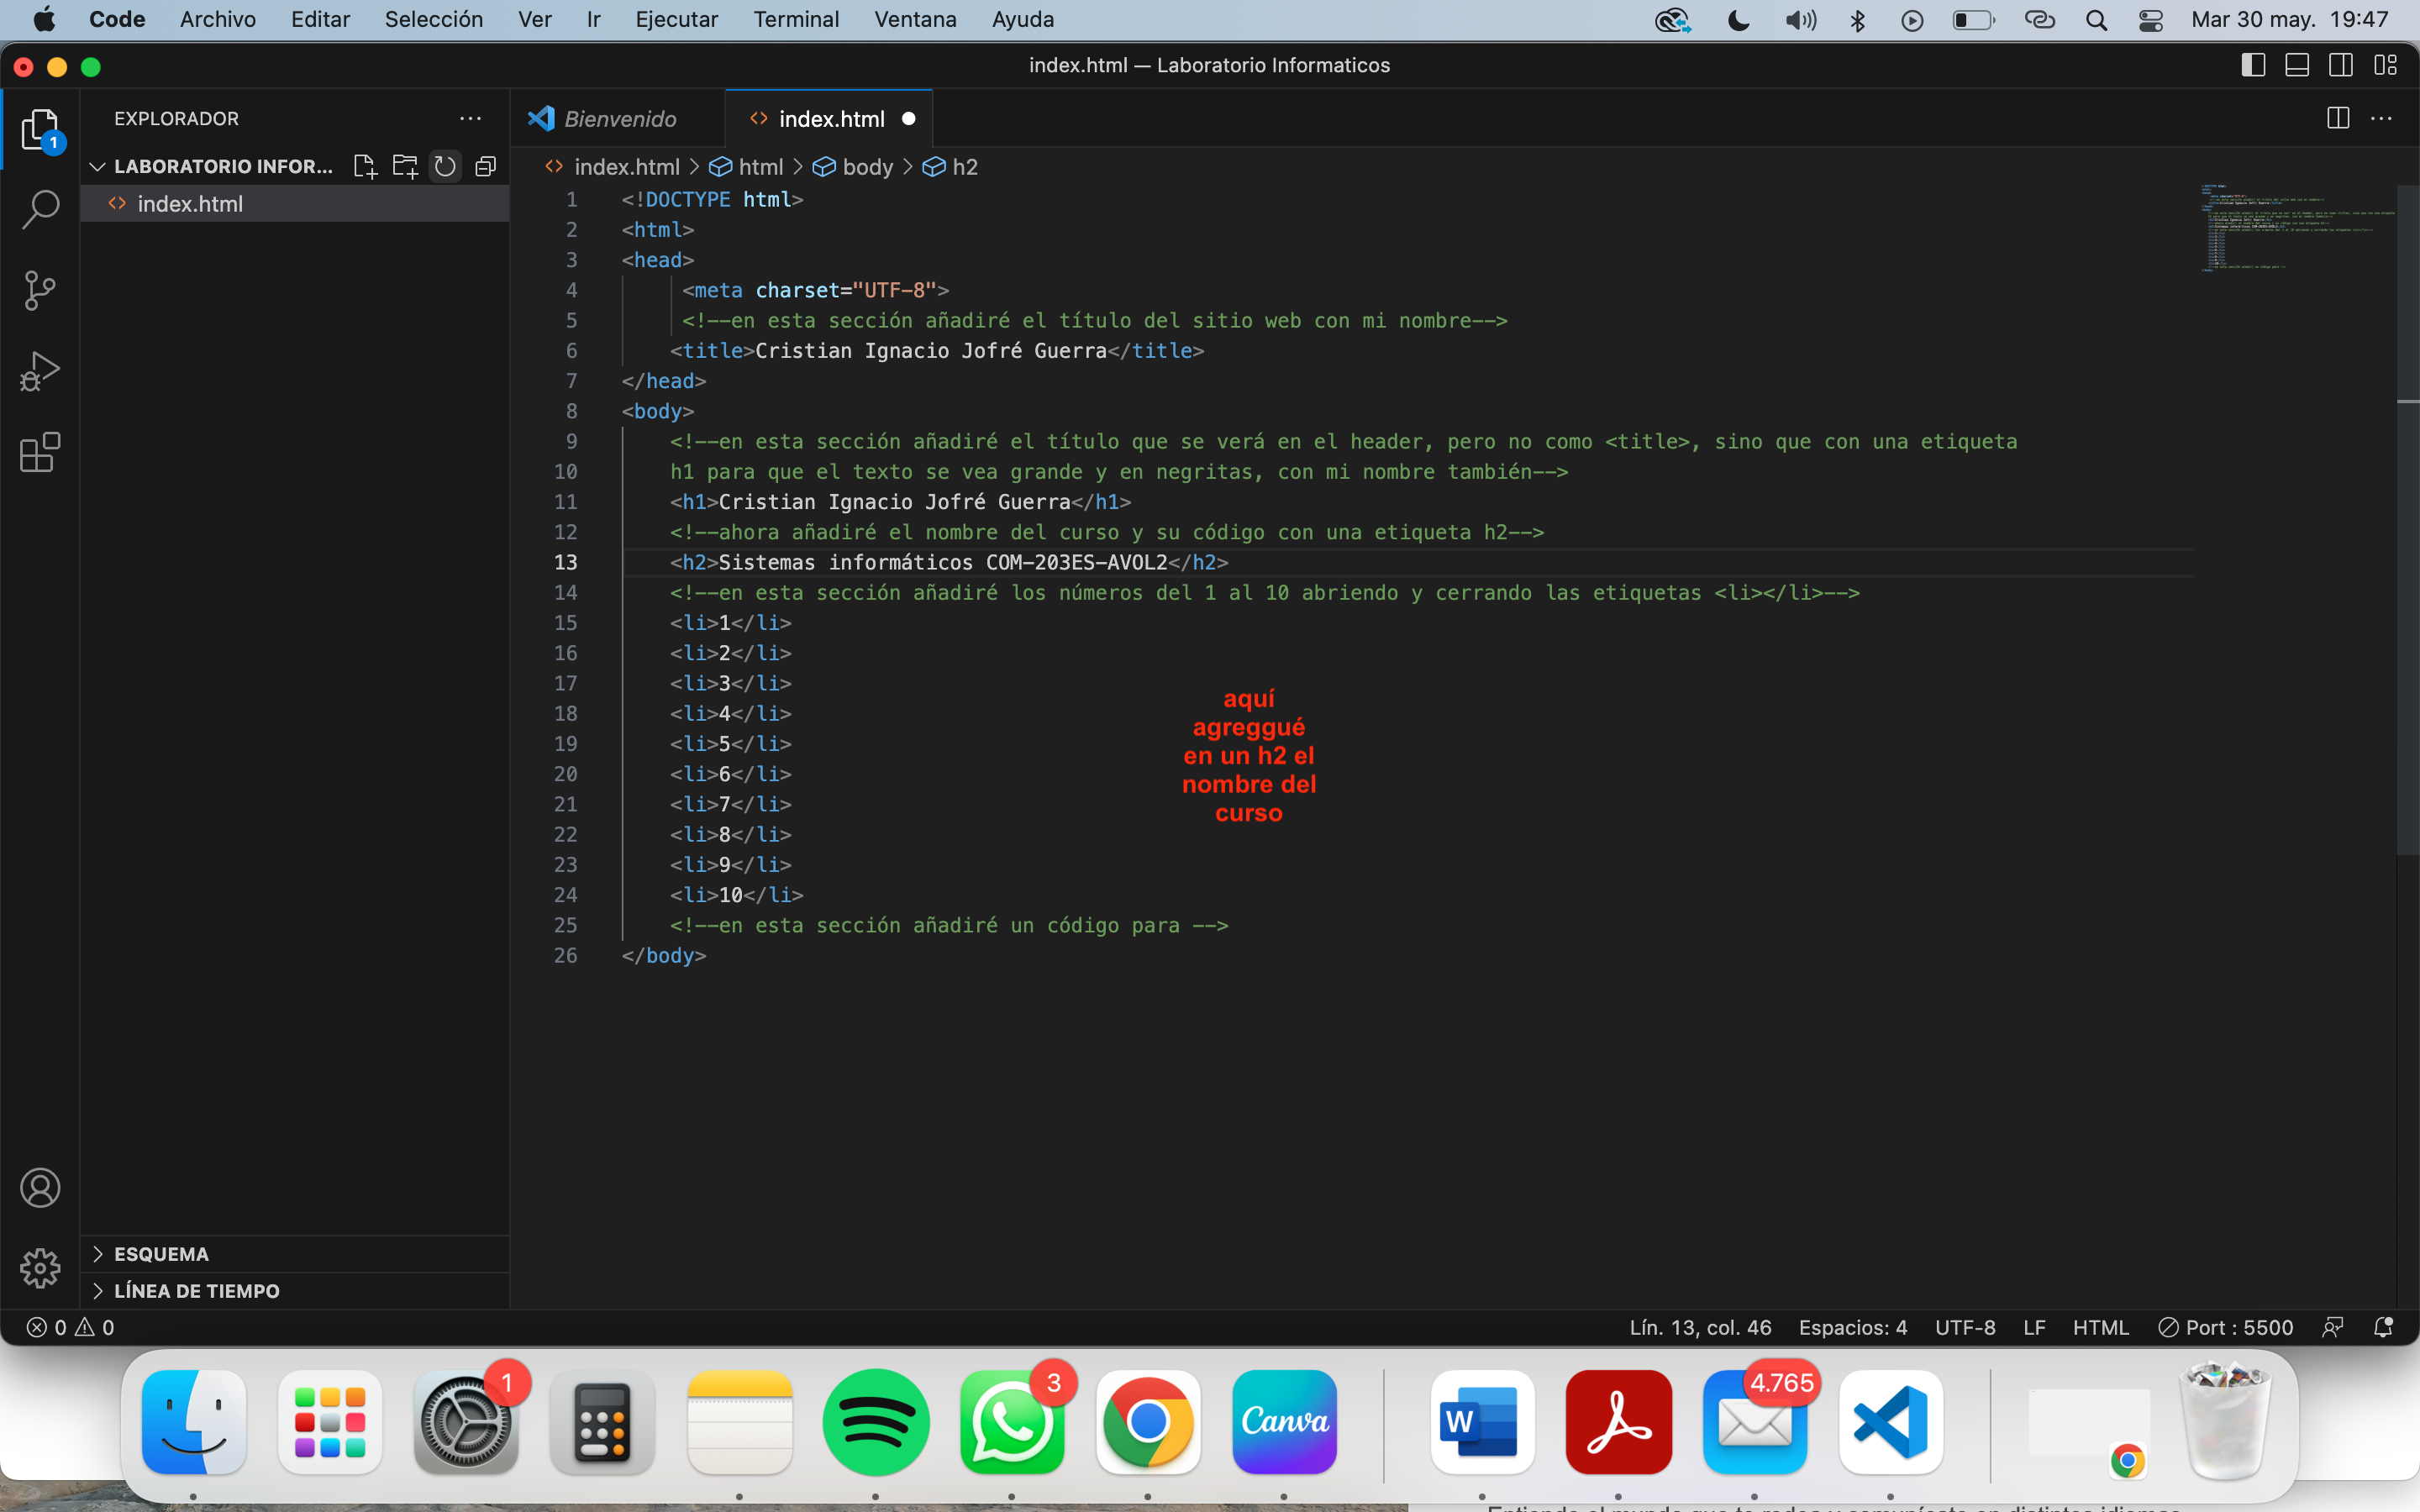 Code Archivo Editar Selección Ver Ir Ejecutar Terminal Ventana Ayuda Mar 30 may. 19:47
index.html — Laboratorio Informaticos
EXPLORADOR
Bienvenido
index.html
1
LABORATORIO INFOR...
index.html > html > body > h2
index.html
1 <!DOCTYPE html>
2 <html>
3 <head>
4 <meta charset="UTF-8">
5 <!--en esta sección añadiré el título del sitio web con mi nombre-->
6 <title>Cristian Ignacio Jofré Guerra</title>
7 </head>
8 <body>
9 <!--en esta sección añadiré el título que se verá en el header, pero no como <title>, sino que con una etiqueta
10 h1 para que el texto se vea grande y en negritas, con mi nombre también-->
11 <h1>Cristian Ignacio Jofré Guerra</h1>
12 <!--ahora añadiré el nombre del curso y su código con una etiqueta h2-->
13 <h2>Sistemas informáticos COM-203ES-AVOL2</h2>
14 <!--en esta sección añadiré los números del 1 al 10 abriendo y cerrando las etiquetas <li></li>-->
15 <li>1</li>
16 <li>2</li>
17 <li>3</li>
18 <li>4</li>
19 <li>5</li>
20 <li>6</li>
21 <li>7</li>
22 <li>8</li>
23 <li>9</li>
24 <li>10</li>
25 <!--en esta sección añadiré un código para -->
26 </body>
aquí
agreggué
en un h2 el
nombre del
curso
ESQUEMA
LÍNEA DE TIEMPO
0 0 Lín. 13, col. 46 Espacios: 4 UTF-8 LF HTML Port : 5500
1
3
4.765
Canva
W